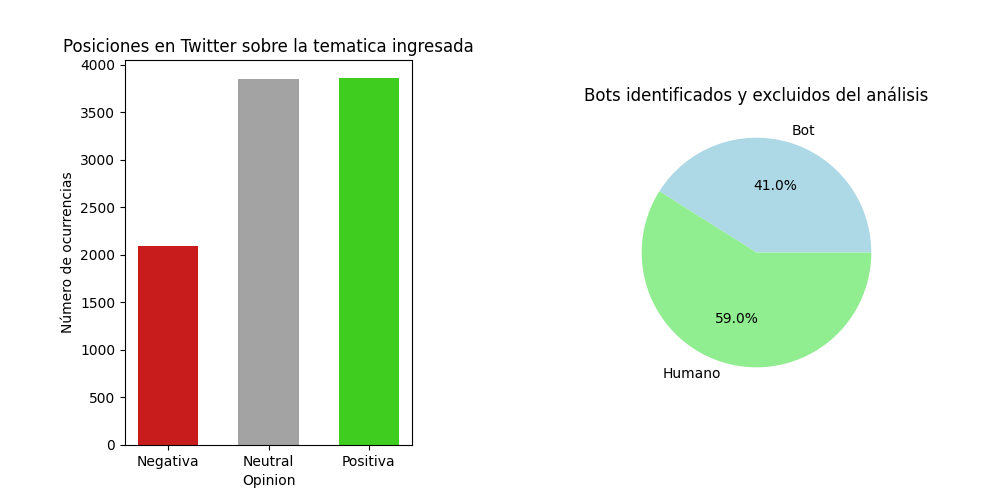 Posiciones en Twitter sobre la tematica ingresada
Número de ocurrencias
4000
3500
3000
2500
2000
1500
1000
500
0
Negativa
Neutral
Positiva
Opinion
Bots identificados y excluidos del análisis
Bot
41.0%
59.0%
Humano